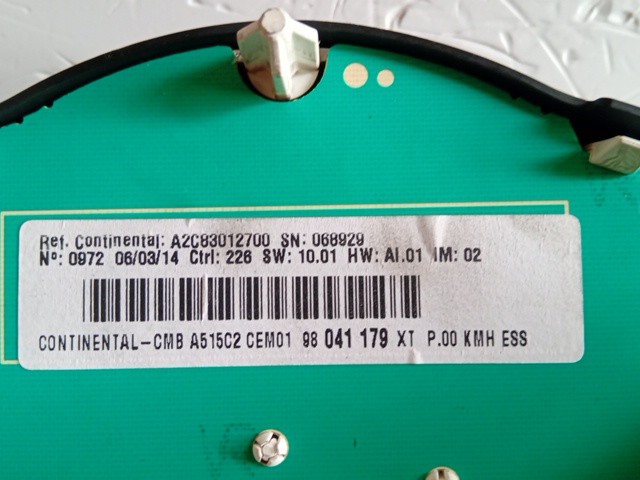 Ref. Continental: A2C83012700 SN: 068929
Nº: 0972 06/03/14 Ctrl: 226 SW: 10.01 HW: AI.01 IM: 02
CONTINENTAL-CMB A515C2 CEM01 98 041 179 XT P.00 KMH ESS